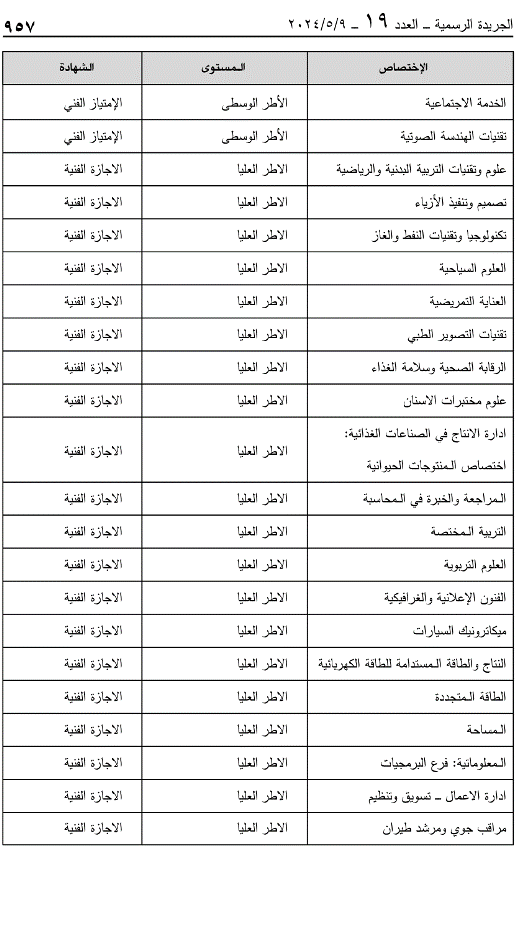 الجريدة الرسمية ــ العدد ١٩ ــ ٢٠٢٤/٥/٩ ٩٥٧
الإختصاص المستوى الشهادة
الخدمة الاجتماعية الأطر الوسطى الإمتياز الفني
تقنيات الهندسة الصوتية الأطر الوسطى الإمتياز الفني
علوم وتقنيات التربية البدنية والرياضية الاطر العليا الاجازة الفنية
تصميم وتنفيذ الأزياء الاطر العليا الاجازة الفنية
تكنولوجيا وتقنيات النفط والغاز الاطر العليا الاجازة الفنية
العلوم السياحية الاطر العليا الاجازة الفنية
العناية التمريضية الاطر العليا الاجازة الفنية
تقنيات التصوير الطبي الاطر العليا الاجازة الفنية
الرقابة الصحية وسلامة الغذاء الاطر العليا الاجازة الفنية
علوم مختبرات الاسنان الاطر العليا الاجازة الفنية
ادارة الانتاج في الصناعات الغذائية:
اختصاص المنتوجات الحيوانية الاطر العليا الاجازة الفنية
المراجعة والخبرة في المحاسبة الاطر العليا الاجازة الفنية
التربية المختصة الاطر العليا الاجازة الفنية
العلوم التربوية الاطر العليا الاجازة الفنية
الفنون الإعلانية والغرافيكية الاطر العليا الاجازة الفنية
ميكاترونيك السيارات الاطر العليا الاجازة الفنية
النتاج والطاقة المستدامة للطاقة الكهربائية الاطر العليا الاجازة الفنية
الطاقة المتجددة الاطر العليا الاجازة الفنية
المساحة الاطر العليا الاجازة الفنية
المعلوماتية: فرع البرمجيات الاطر العليا الاجازة الفنية
ادارة الاعمال ــ تسويق وتنظيم الاطر العليا الاجازة الفنية
مراقب جوي ومرشد طيران الاطر العليا الاجازة الفنية